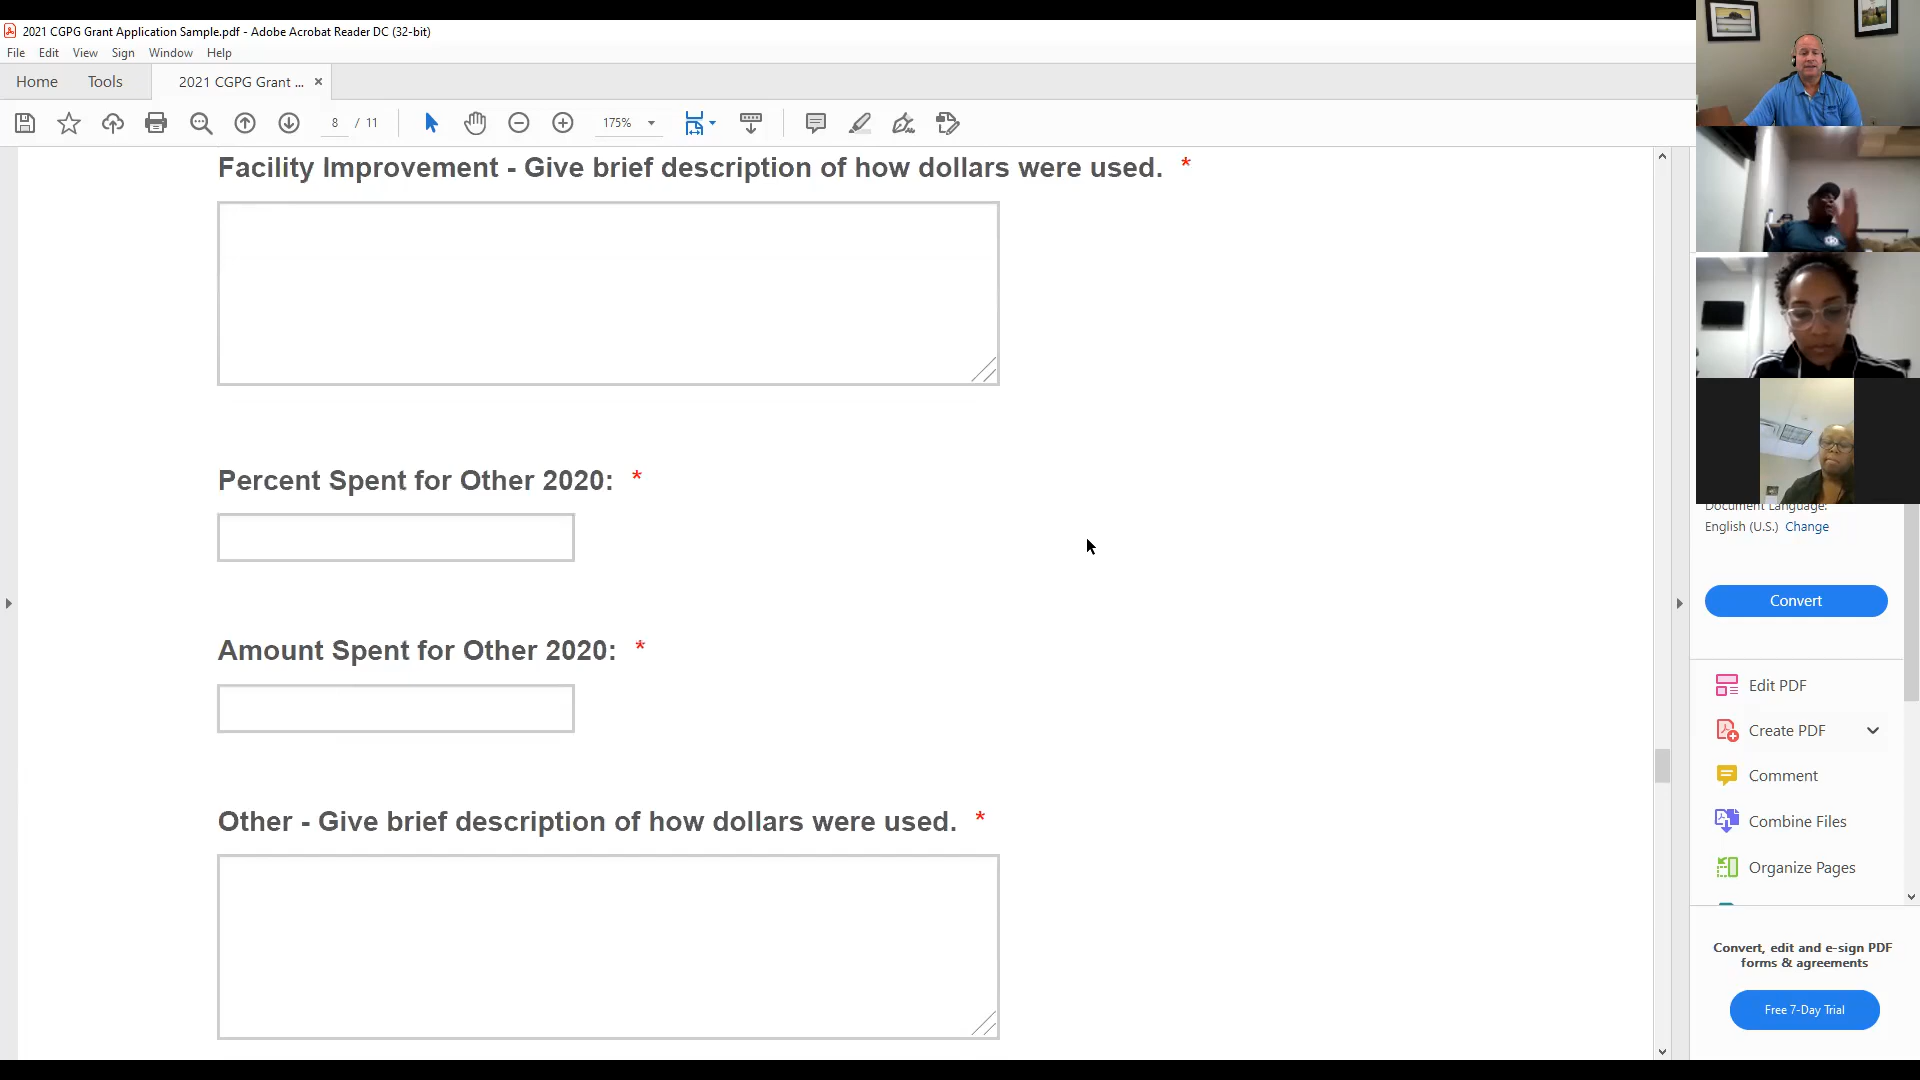 2021 CGPG Grant Application Sample.pdf - Adobe Acrobat Reader DC (32-bit)
File Edit View Sign Window Help
Home Tools 2021 CGPG Grant ... ×
8 / 11 175%
Facility Improvement - Give brief description of how dollars were used. *
Percent Spent for Other 2020: *
Amount Spent for Other 2020: *
Other - Give brief description of how dollars were used. *
Document Language:
English (U.S.) Change
Convert
Edit PDF
Create PDF
Comment
Combine Files
Organize Pages
Convert, edit and e-sign PDF
forms & agreements
Free 7-Day Trial